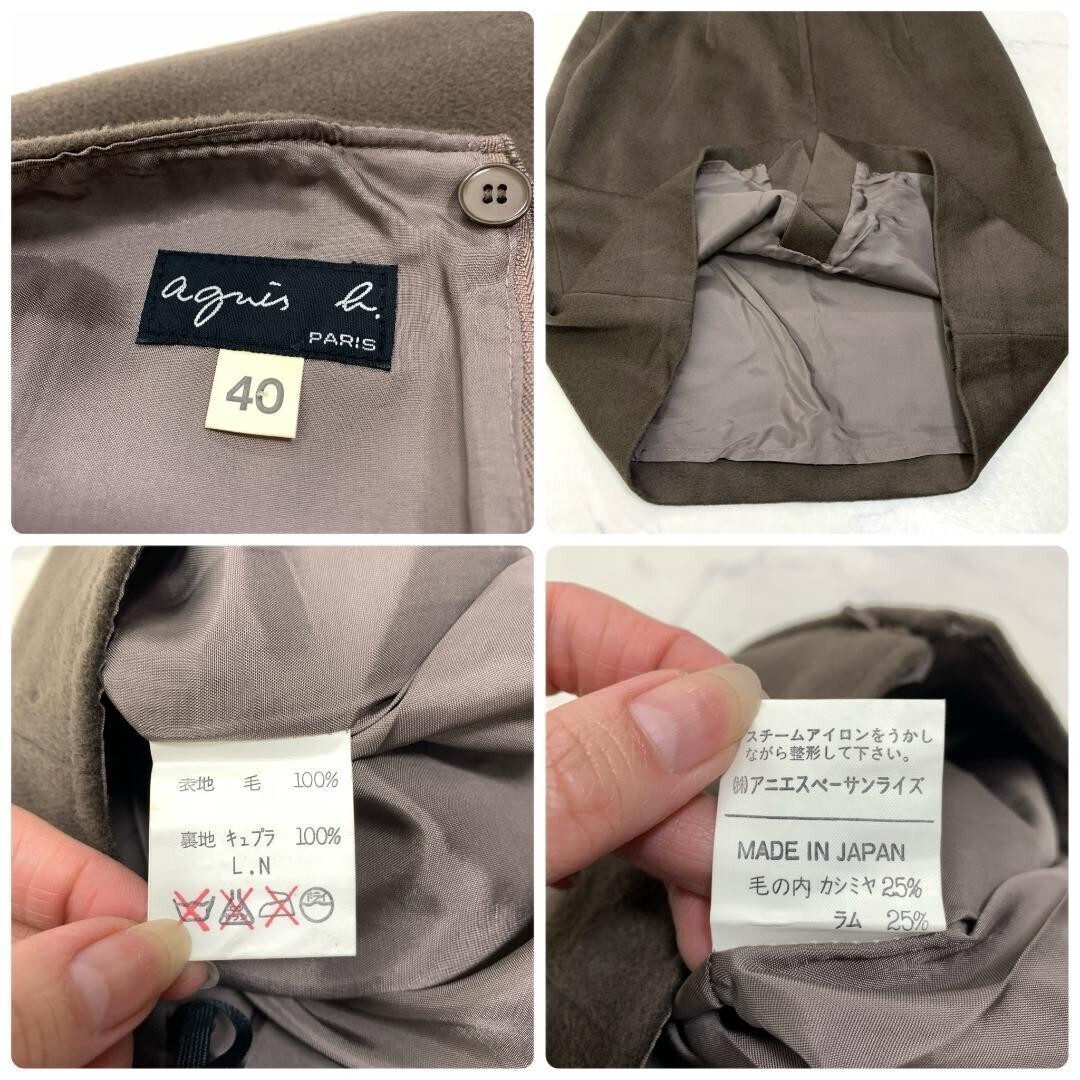 agnès b.
PARIS
40
表地 毛 100%
裏地 キュプラ 100%
L.N
スチームアイロンをうかし
ながら整形して下さい。
㈱アニエスベーサンライズ
MADE IN JAPAN
毛の内 カシミヤ 25%
ラム 25%